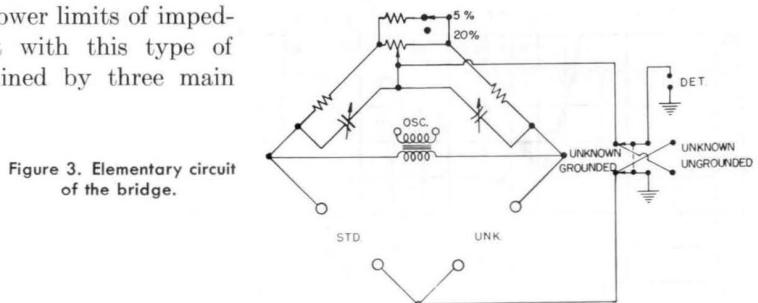 ower limits of imped-
with this type of
ined by three main
Figure 3. Elementary circuit
of the bridge.
5 %
20%
OSC.
DET.
UNKNOWN
GROUNDED
UNKNOWN
UNGROUNDED
STD.
UNK.